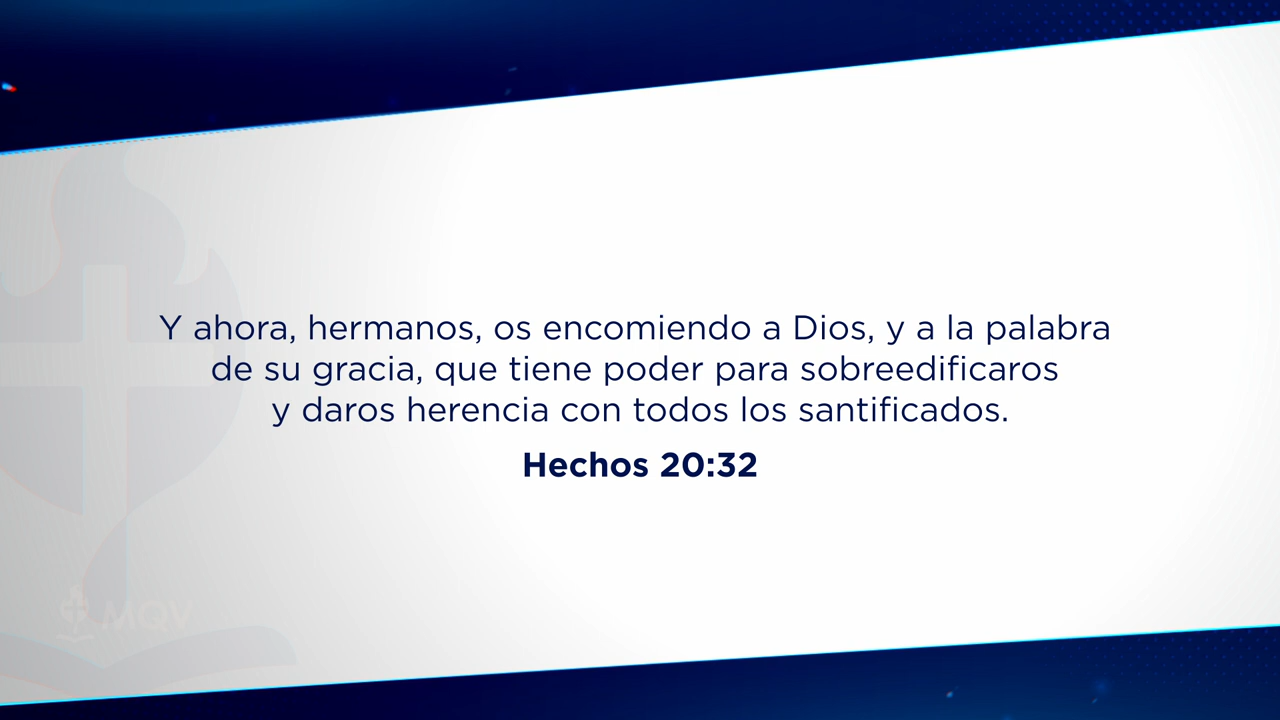 Y ahora, hermanos, os encomiendo a Dios, y a la palabra
de su gracia, que tiene poder para sobreedificaros
y daros herencia con todos los santificados.
Hechos 20:32
MQV